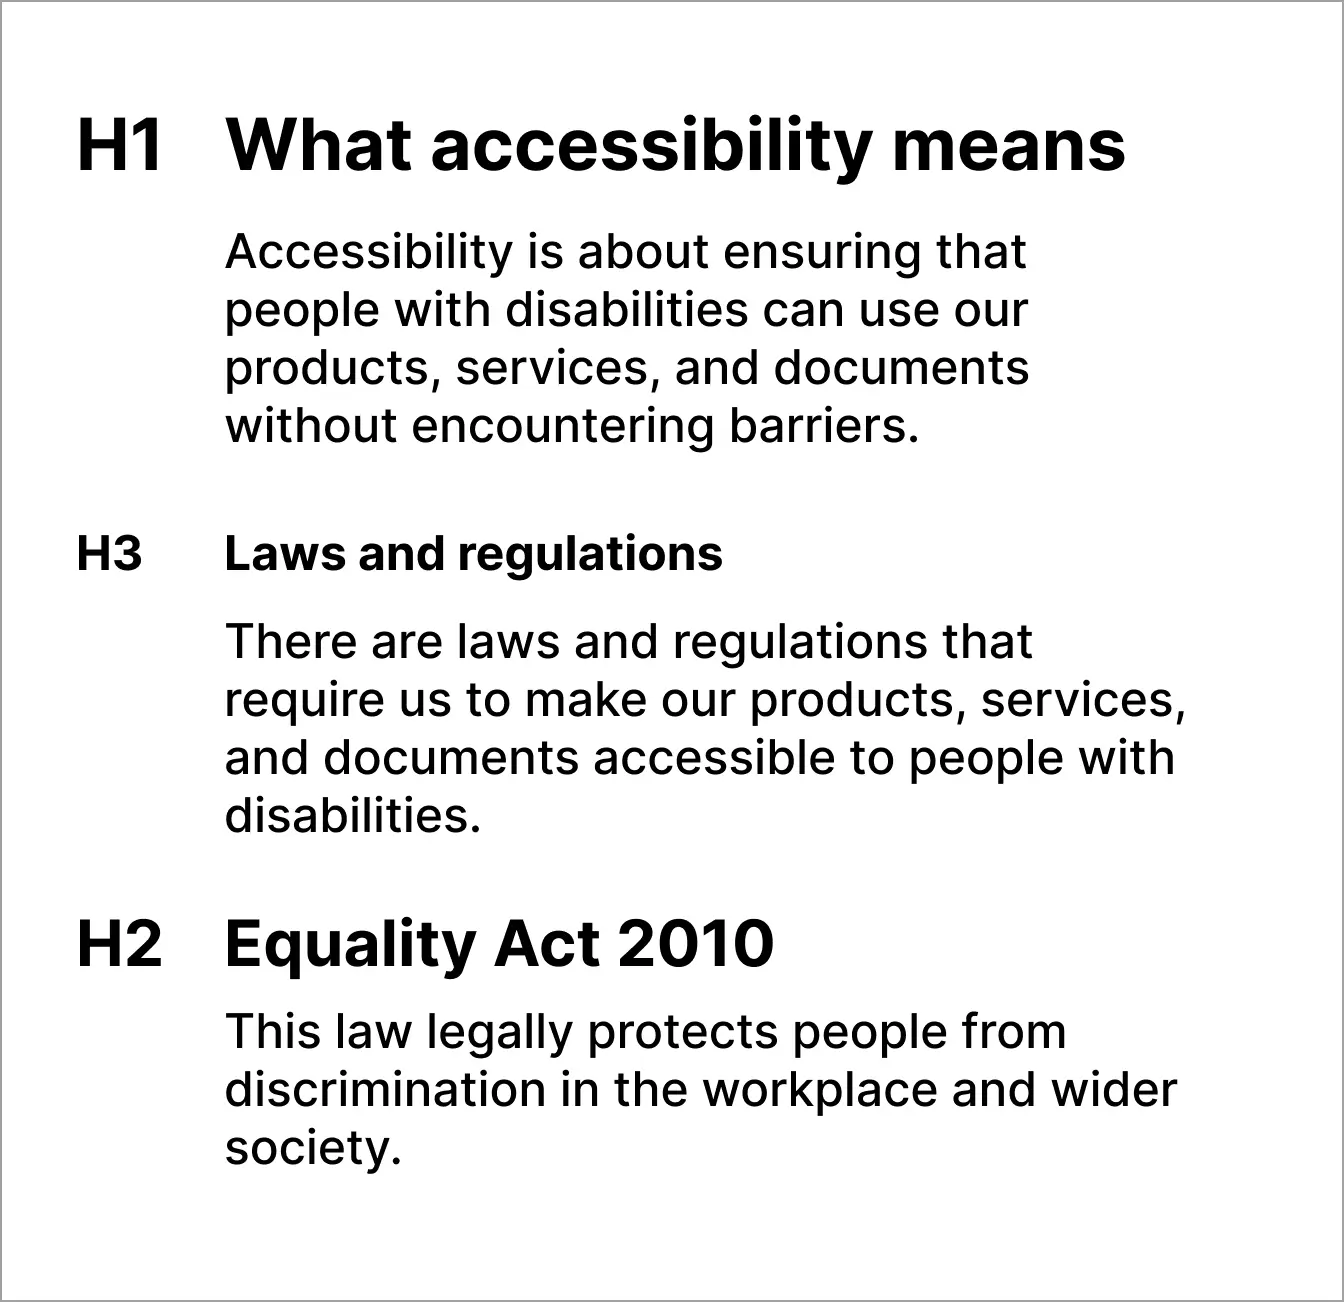 H1 What accessibility means
Accessibility is about ensuring that
people with disabilities can use our
products, services, and documents
without encountering barriers.
H3 Laws and regulations
There are laws and regulations that
require us to make our products, services,
and documents accessible to people with
disabilities.
H2 Equality Act 2010
This law legally protects people from
discrimination in the workplace and wider
society.